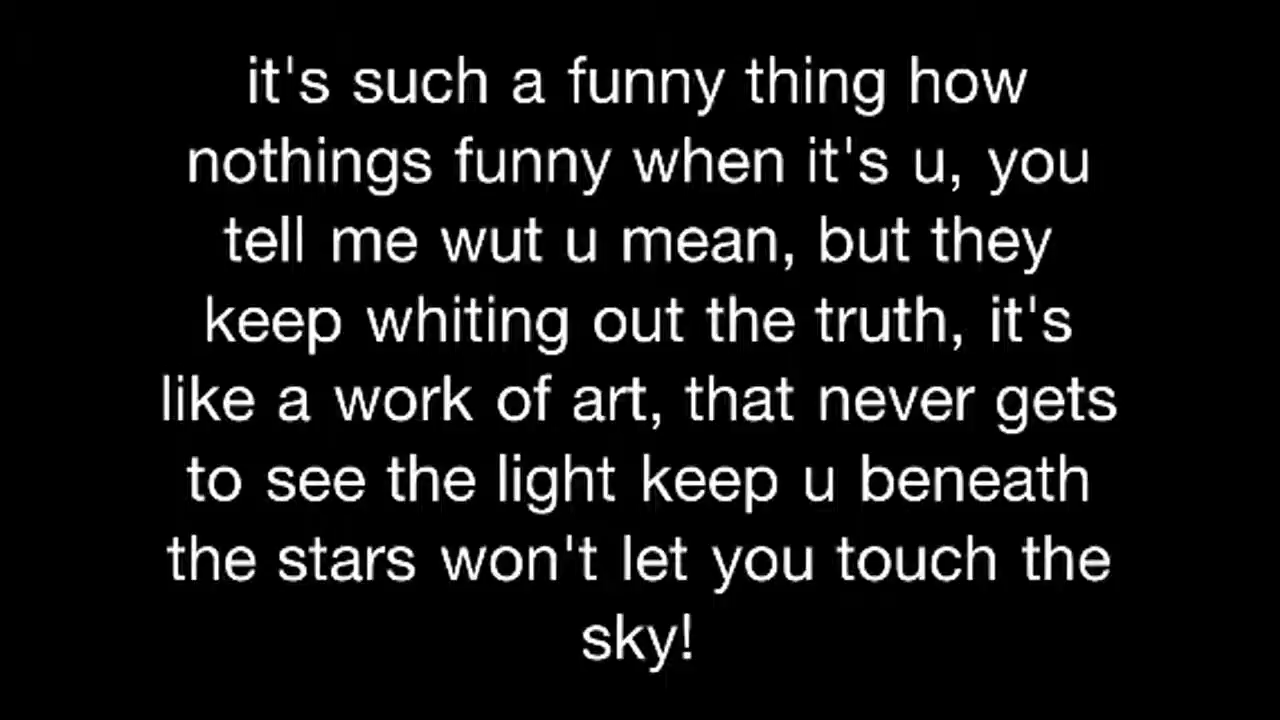 it's such a funny thing how
nothings funny when it's u, you
tell me wut u mean, but they
keep whiting out the truth, it's
like a work of art, that never gets
to see the light keep u beneath
the stars won't let you touch the
sky!